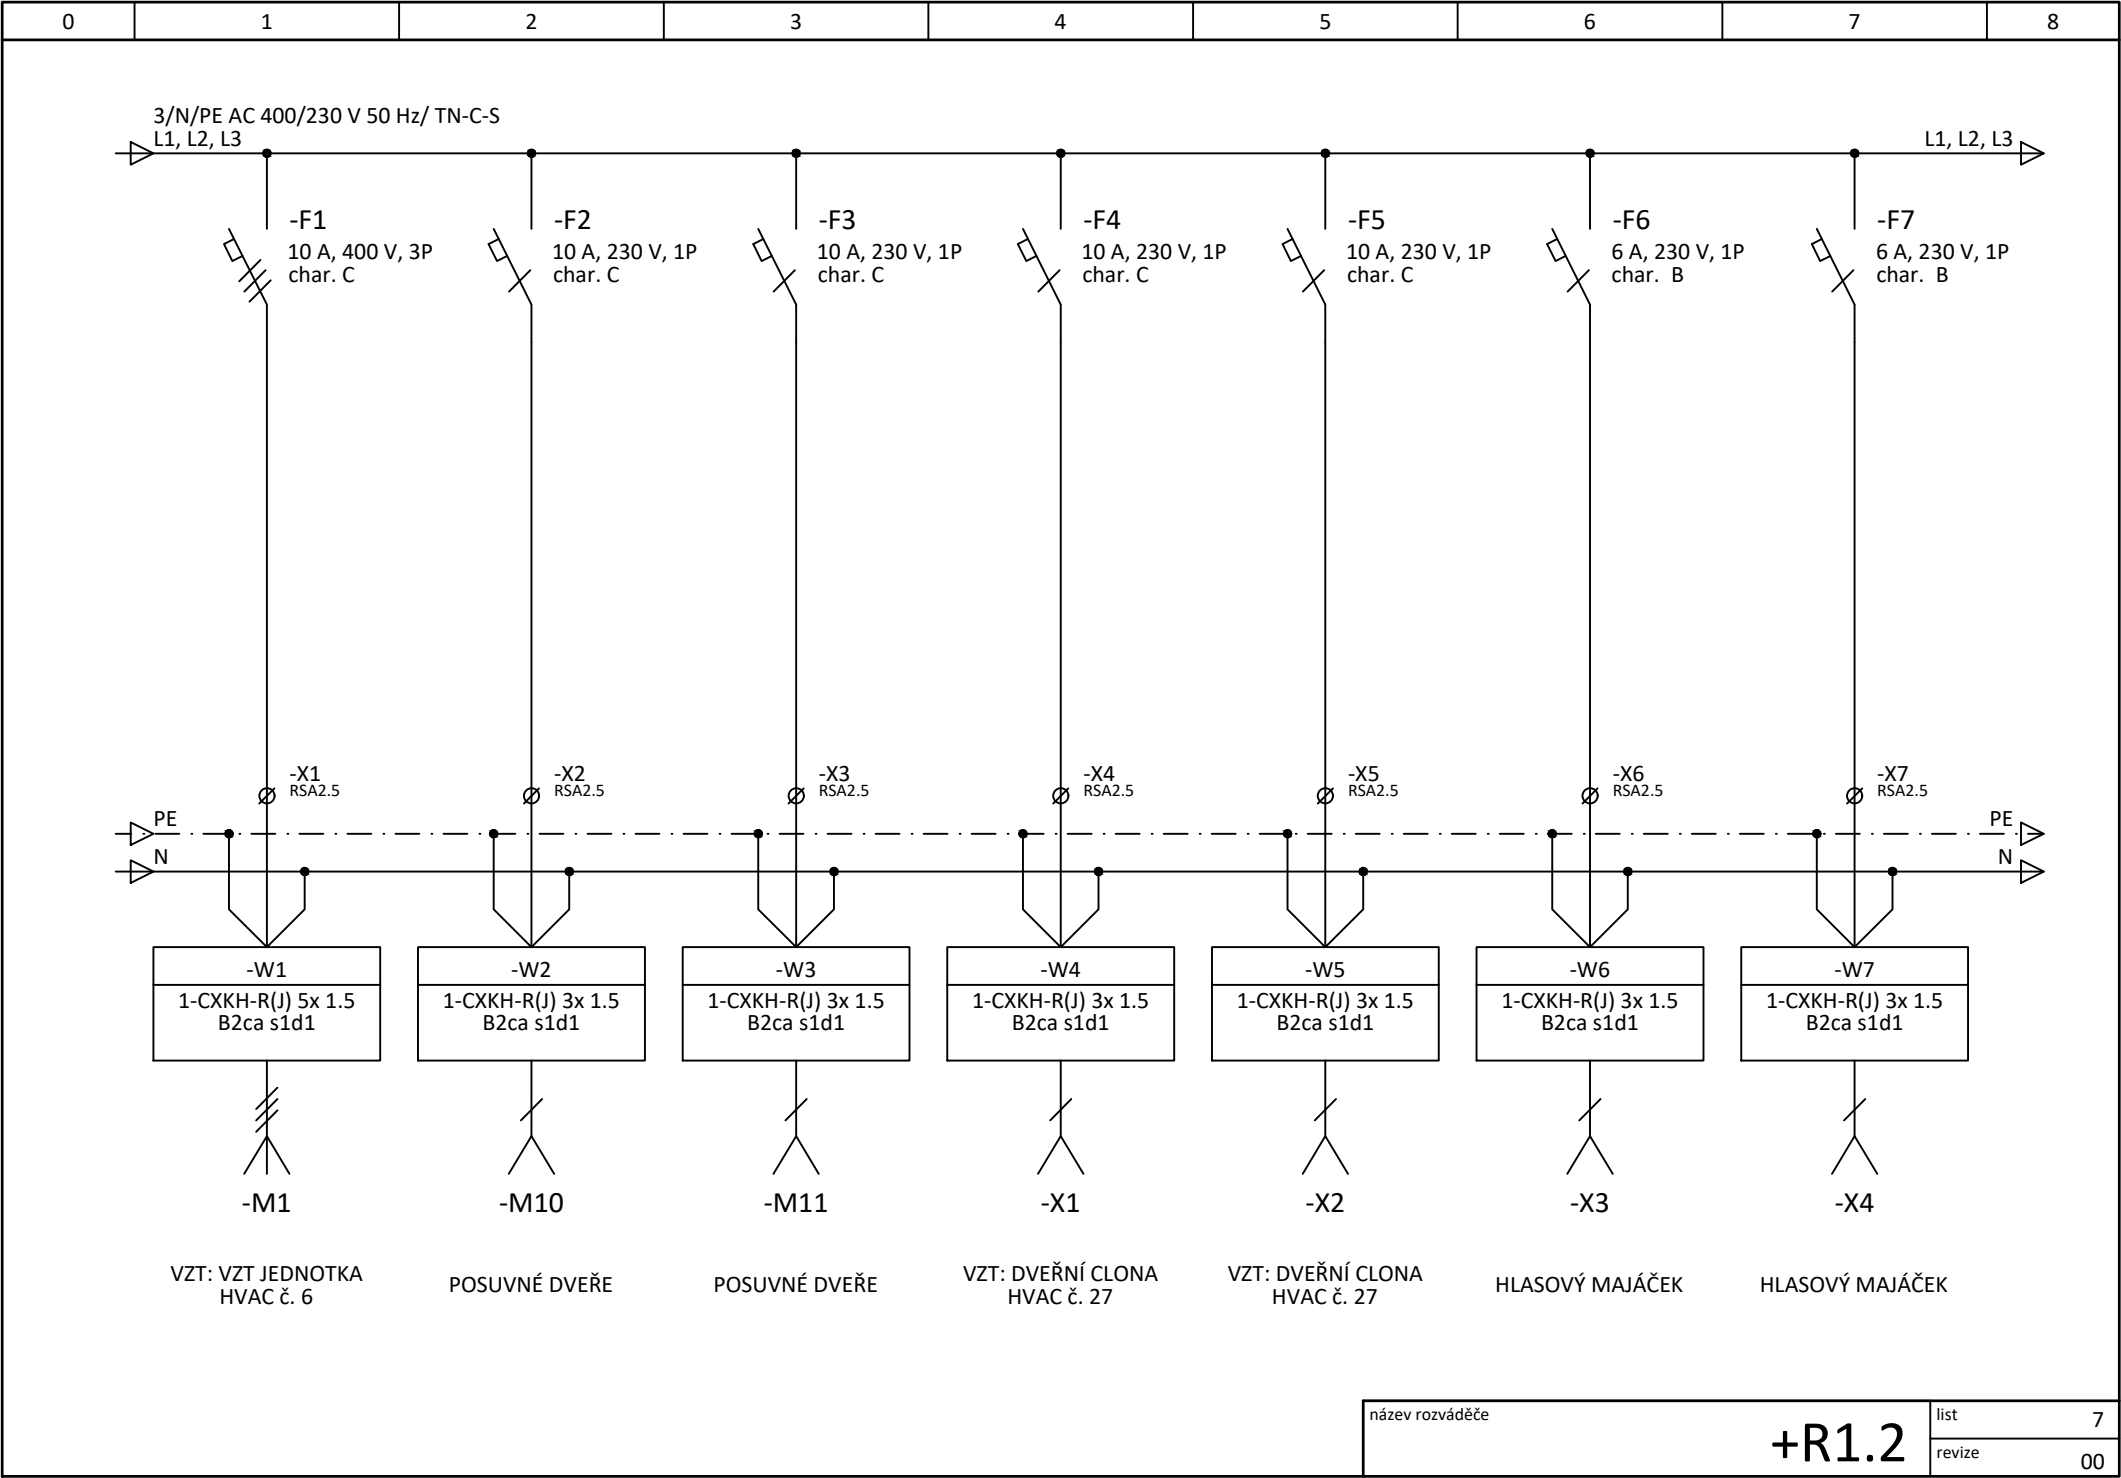 0 1 2 3 4 5 6 7 8
3/N/PE AC 400/230 V 50 Hz/ TN-C-S
L1, L2, L3 L1, L2, L3
-F1 -F2 -F3 -F4 -F5 -F6 -F7
10 A, 400 V, 3P 10 A, 230 V, 1P 10 A, 230 V, 1P 10 A, 230 V, 1P 10 A, 230 V, 1P 6 A, 230 V, 1P 6 A, 230 V, 1P
char. C char. C char. C char. C char. C char. B char. B
-X1 -X2 -X3 -X4 -X5 -X6 -X7
RSA2.5 RSA2.5 RSA2.5 RSA2.5 RSA2.5 RSA2.5 RSA2.5
PE PE
N N
-W1 -W2 -W3 -W4 -W5 -W6 -W7
1-CXKH-R(J) 5x 1.5 1-CXKH-R(J) 3x 1.5 1-CXKH-R(J) 3x 1.5 1-CXKH-R(J) 3x 1.5 1-CXKH-R(J) 3x 1.5 1-CXKH-R(J) 3x 1.5 1-CXKH-R(J) 3x 1.5
B2ca s1d1 B2ca s1d1 B2ca s1d1 B2ca s1d1 B2ca s1d1 B2ca s1d1 B2ca s1d1
-M1 -M10 -M11 -X1 -X2 -X3 -X4
VZT: VZT JEDNOTKA
HVAC č. 6
POSUVNÉ DVEŘE
POSUVNÉ DVEŘE
VZT: DVEŘNÍ CLONA
HVAC č. 27
VZT: DVEŘNÍ CLONA
HVAC č. 27
HLASOVÝ MAJÁČEK
HLASOVÝ MAJÁČEK
název rozváděče
+R1.2
list 7
revize 00